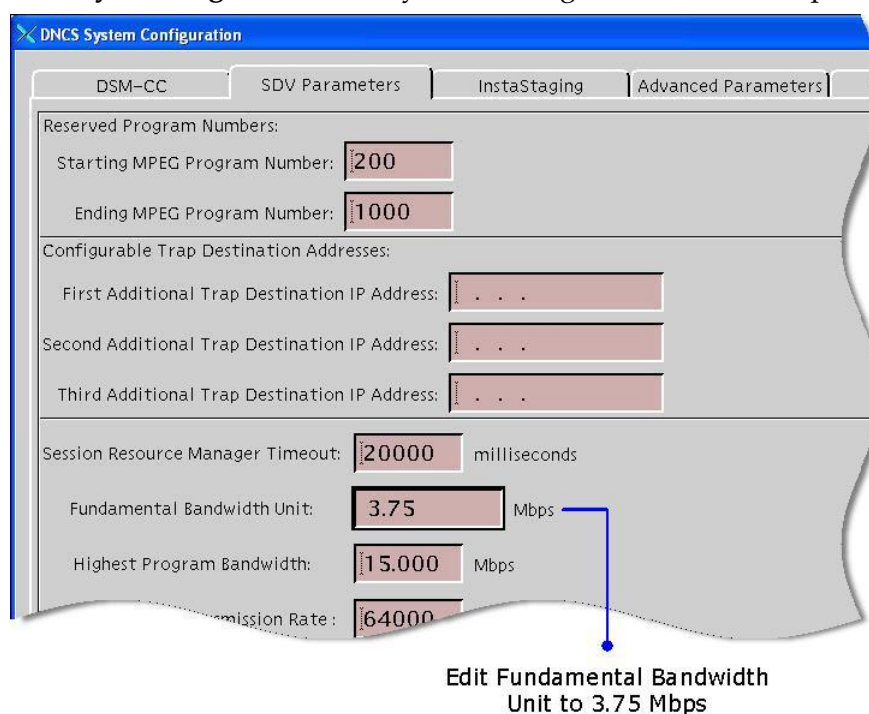 DNCS System Configuration
DSM-CC SDV Parameters InstaStaging Advanced Parameters
Reserved Program Numbers:
Starting MPEG Program Number: 200
Ending MPEG Program Number: 1000
Configurable Trap Destination Addresses:
First Additional Trap Destination IP Address: . . .
Second Additional Trap Destination IP Address: . . .
Third Additional Trap Destination IP Address: . . .
Session Resource Manager Timeout: 20000 milliseconds
Fundamental Bandwidth Unit: 3.75 Mbps
Highest Program Bandwidth: 15.000 Mbps
Rate: 64000
Edit Fundamental Bandwidth
Unit to 3.75 Mbps